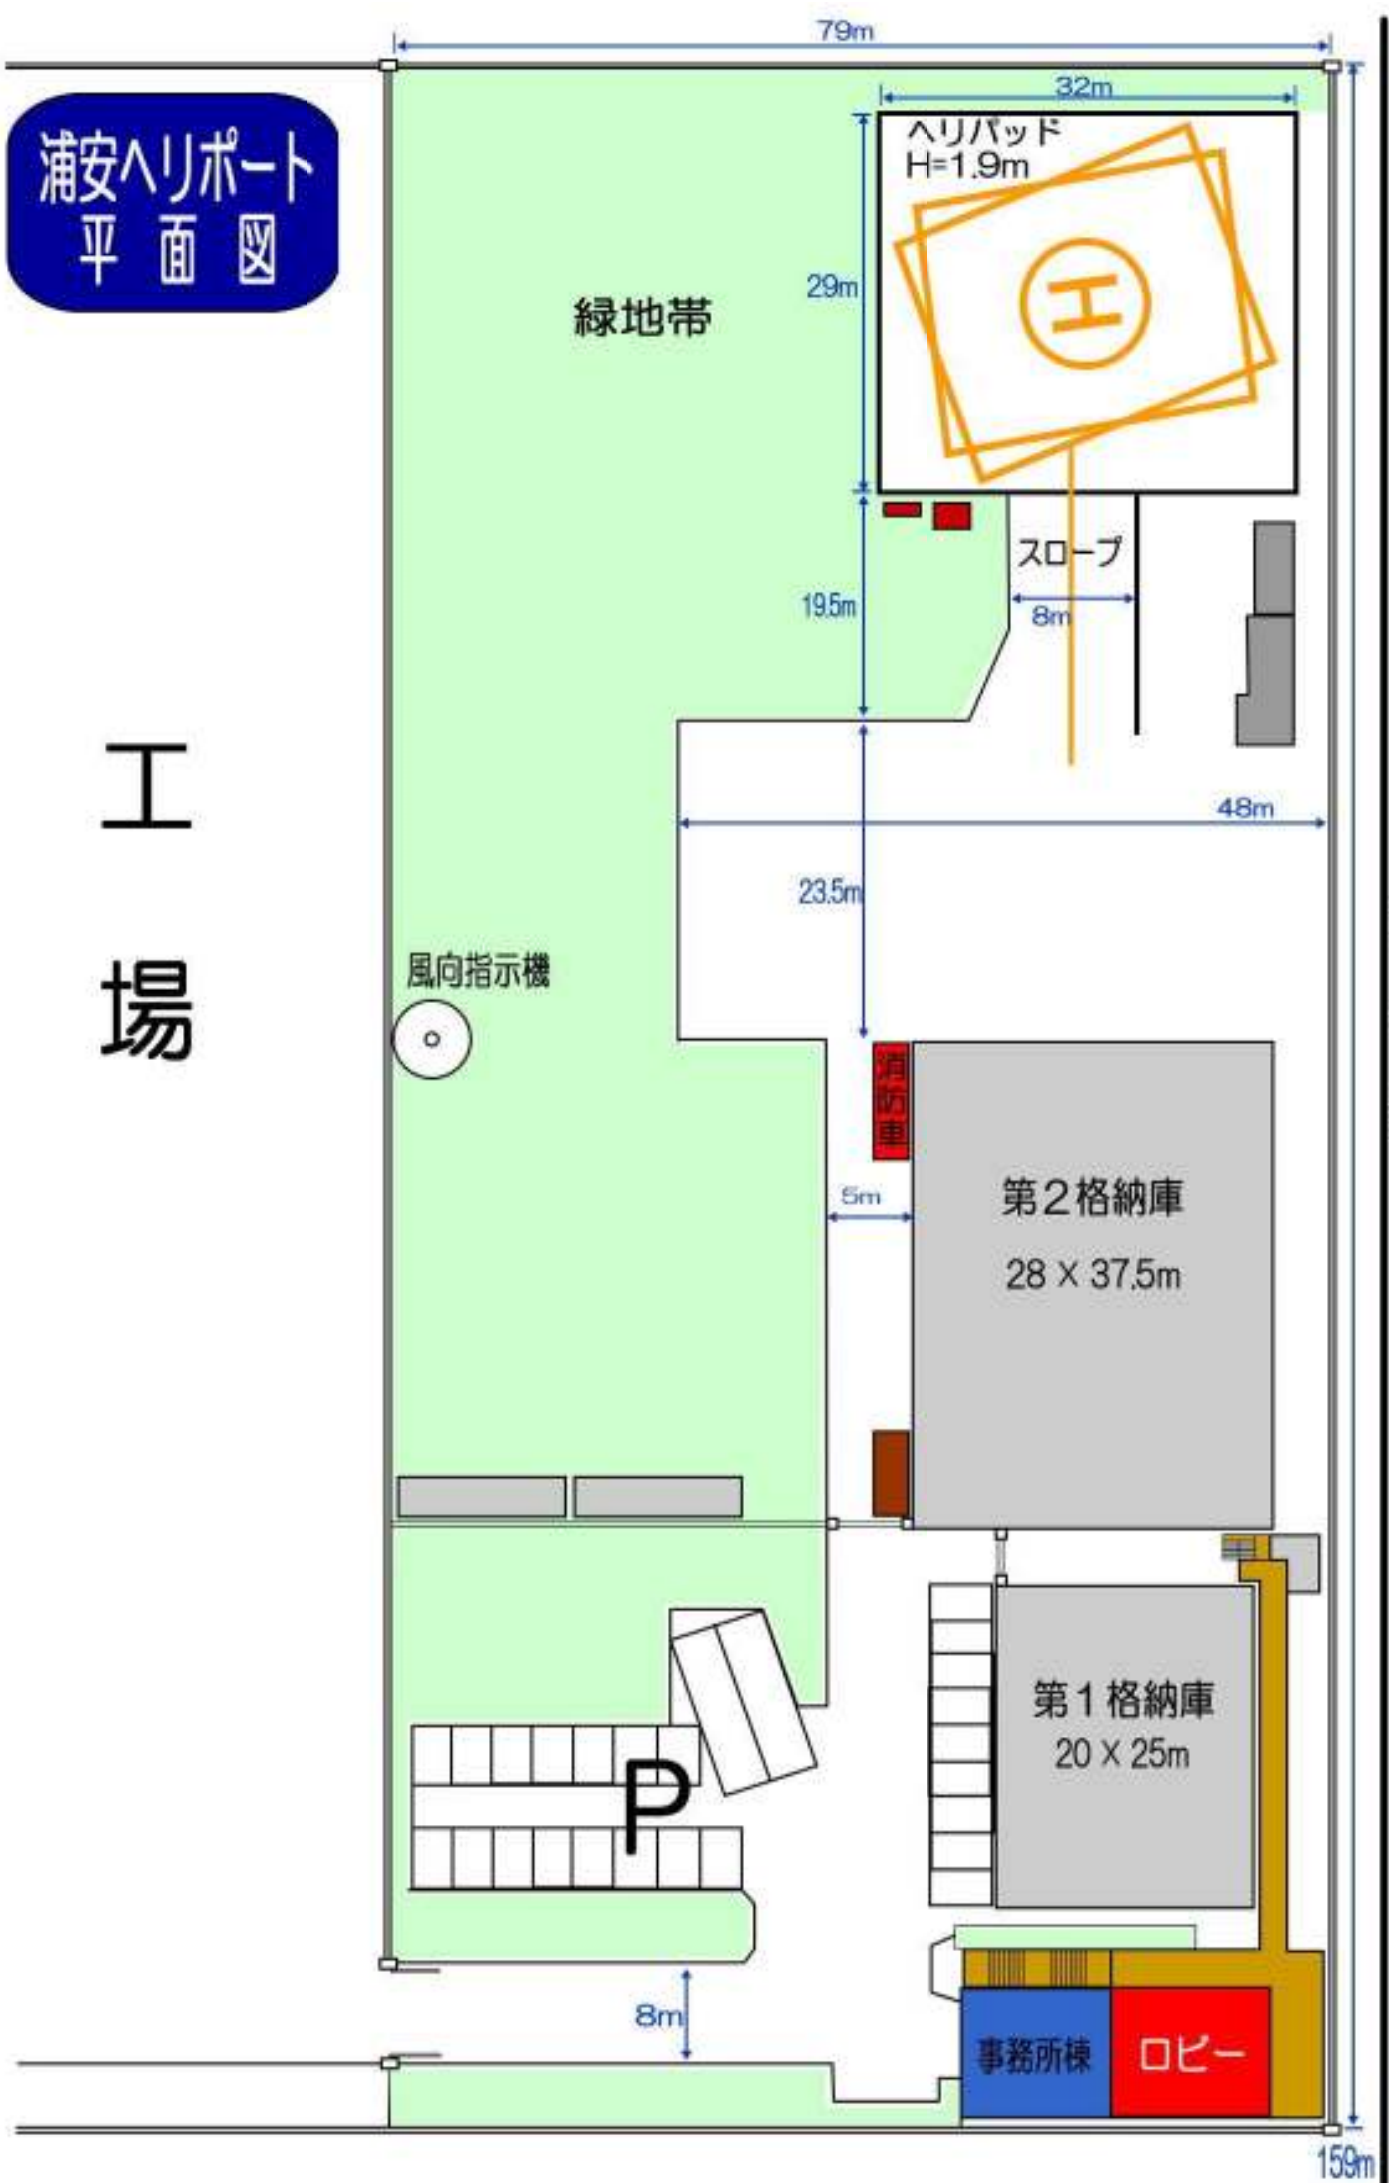 79m
浦安ヘリポート
平面図
32m
ヘリパッド
H=1.9m
H
29m
緑地帯
スロープ
8m
19.5m
48m
23.5m
工
場
風向指示機
消防車
5m
第2格納庫
28 × 37.5m
第1格納庫
20 × 25m
P
8m
事務所棟
ロビー
159m